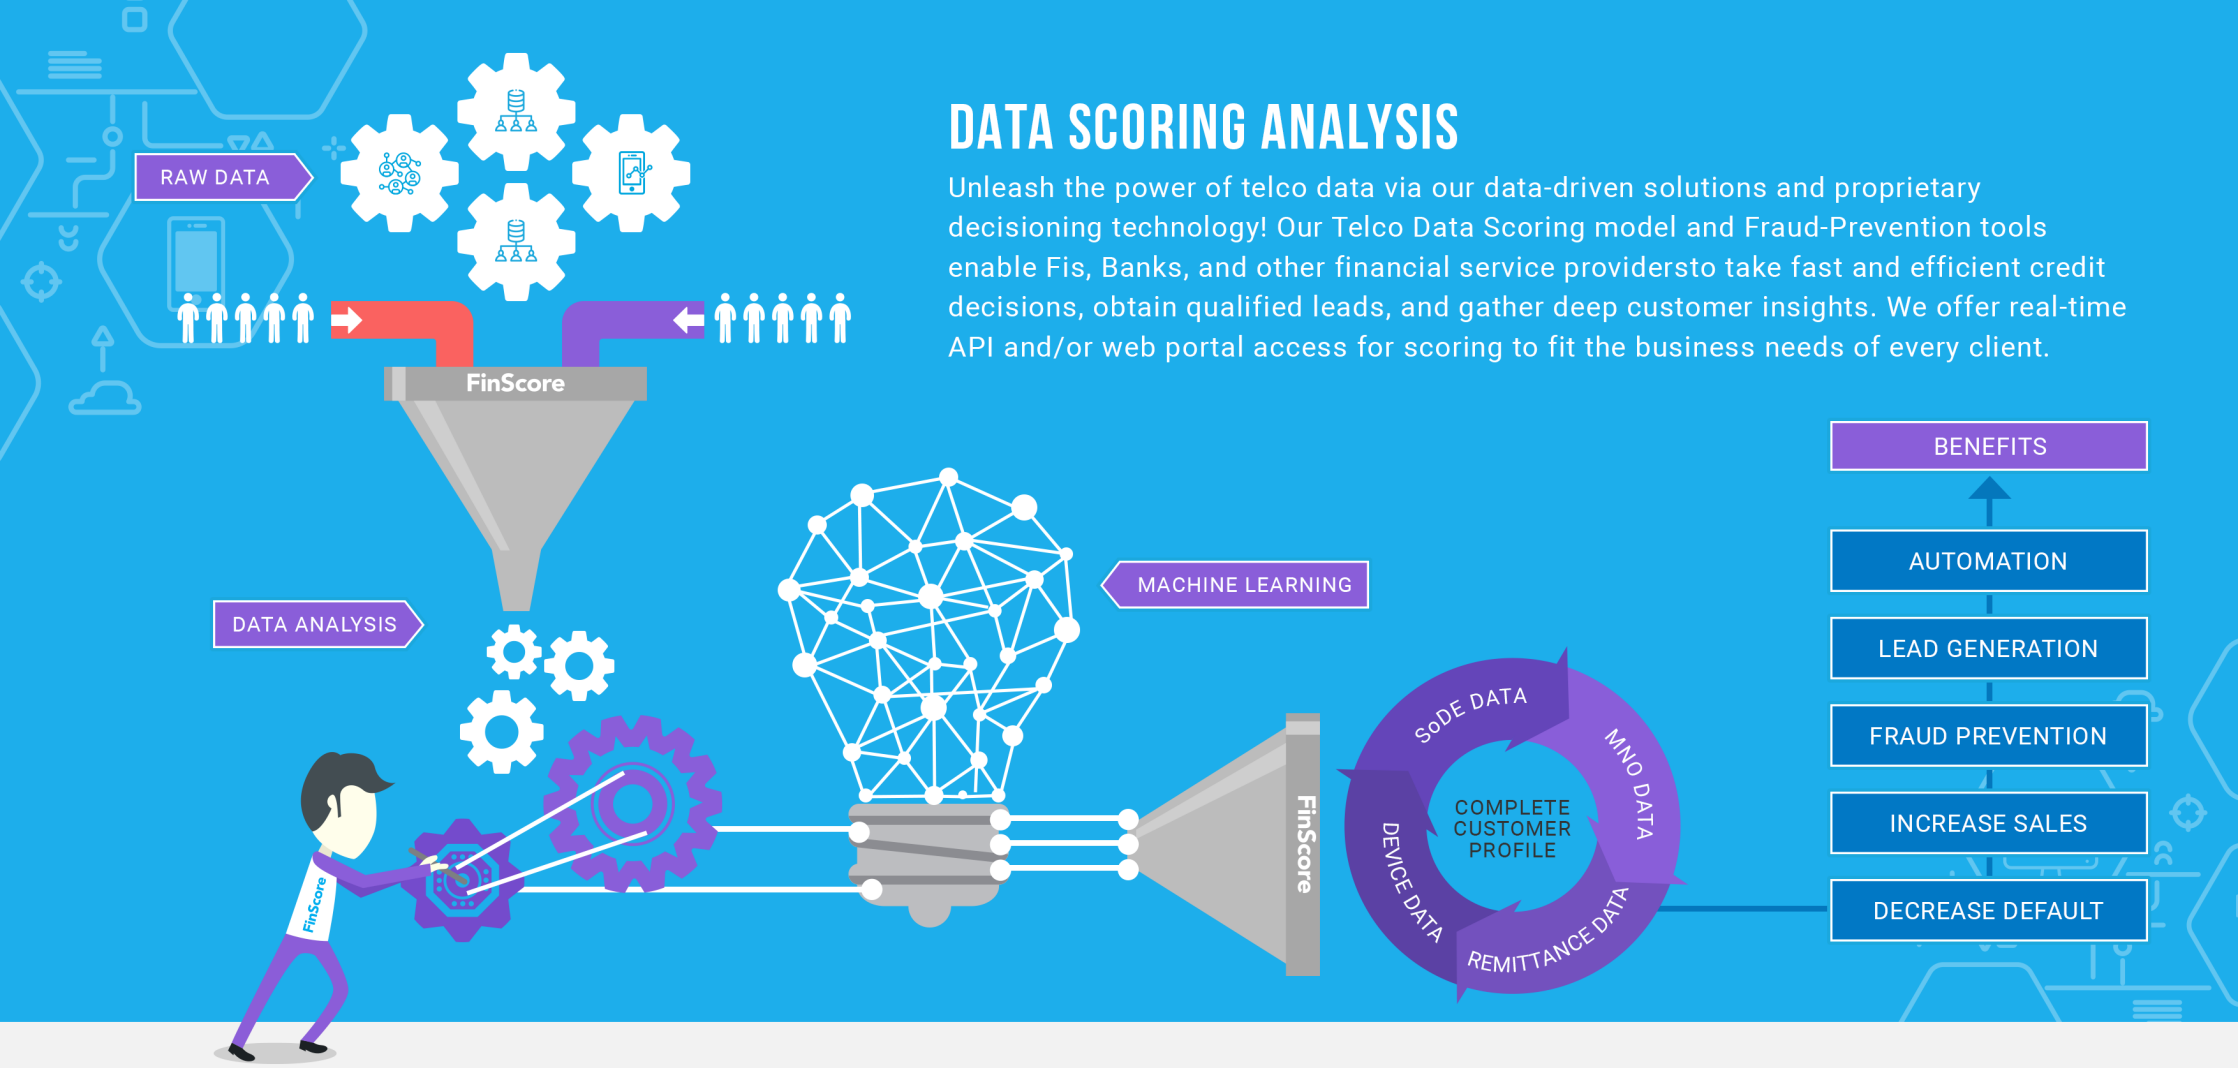 DATA SCORING ANALYSIS
Unleash the power of telco data via our data-driven solutions and proprietary
decisioning technology! Our Telco Data Scoring model and Fraud-Prevention tools
enable Fis, Banks, and other financial service providersto take fast and efficient credit
decisions, obtain qualified leads, and gather deep customer insights. We offer real-time
API and/or web portal access for scoring to fit the business needs of every client.
RAW DATA
FinScore
DATA ANALYSIS
FinScore
MACHINE LEARNING
FinScore
SoDE DATA
MNO DATA
REMITTANCE DATA
DEVICE DATA
COMPLETE
CUSTOMER
PROFILE
BENEFITS
AUTOMATION
LEAD GENERATION
FRAUD PREVENTION
INCREASE SALES
DECREASE DEFAULT